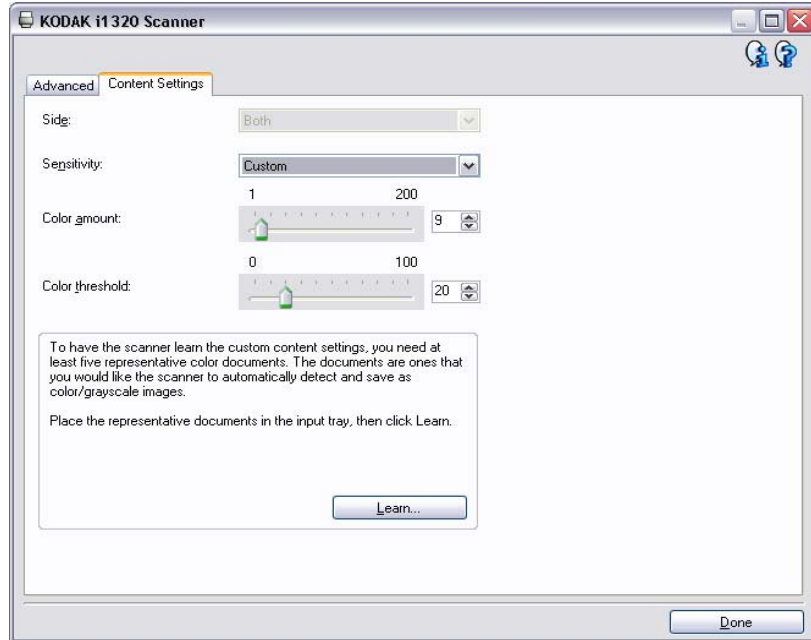 KODAK i1320 Scanner
Advanced Content Settings
Side: Both
Sensitivity: Custom
1 200
Color amount: 9
0 100
Color threshold: 20
To have the scanner learn the custom content settings, you need at
least five representative color documents. The documents are ones that
you would like the scanner to automatically detect and save as
color/grayscale images.
Place the representative documents in the input tray, then click Learn.
Learn...
Done